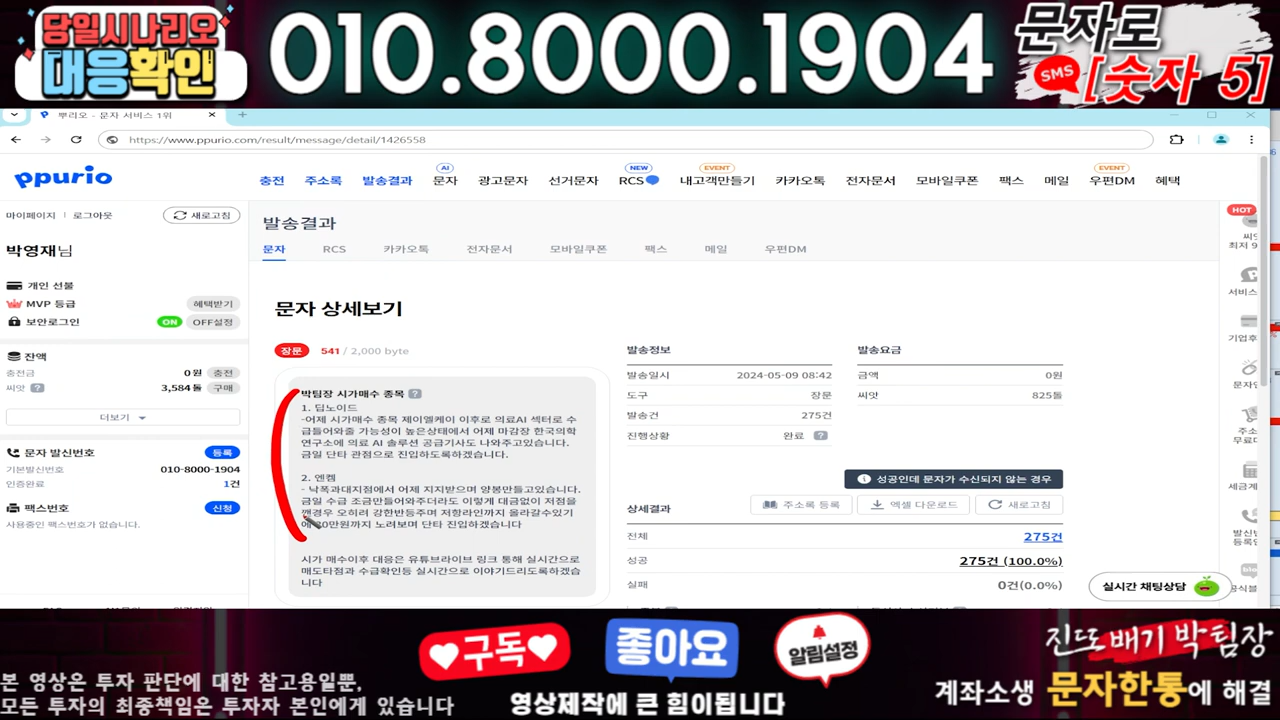 당일시나리오
대응확인
010.8000.1904
문자로
SMS
[숫자 5]
뿌리오 - 문자 서비스 1위
https://www.ppurio.com/result/message/detail/1426558
ppurio
충전
주소록
발송결과
AI
문자
광고문자
선거문자
NEW
RCS
EVENT
내고객만들기
카카오톡
전자문서
모바일쿠폰
팩스
메일
EVENT
우편DM
혜택
마이페이지
로그아웃
새로고침
박영재님
개인 선불
MVP 등급
혜택받기
보안로그인
ON
OFF설정
잔액
충전금
0원
충전
씨앗 ?
3,584톨
구매
더보기
문자 발신번호
등록
기본발신번호
010-8000-1904
인증완료
1건
팩스번호
신청
사용중인 팩스번호가 없습니다.
발송결과
문자
RCS
카카오톡
전자문서
모바일쿠폰
팩스
메일
우편DM
문자 상세보기
장문
541 / 2,000 byte
박팀장 시가매수 종목 ?
1. 딥노이드
-어제 시가매수 종목 제이엘케이 이후로 의료AI 섹터로 수
급들어와줄 가능성이 높은상태에서 어제 마감장 한국의학
연구소에 의료 AI 솔루션 공급기사도 나와주고있습니다.
금일 단타 관점으로 진입하도록하겠습니다.
2. 엔켐
- 낙폭과대지점에서 어제 지지받으며 양봉만들고있습니다.
금일 수급 조금만들어와주더라도 이렇게 대금없이 저점을
깬경우 오히려 강한반등주며 저항라인까지 올라갈수있기
에 30만원까지 노려보며 단타 진입하겠습니다
시가 매수이후 대응은 유튜브라이브 링크 통해 실시간으로
매도타점과 수급확인등 실시간으로 이야기드리도록하겠습
니다
발송정보
발송일시
2024-05-09 08:42
도구
장문
발송건
275건
진행상황
완료 ?
발송요금
금액
0원
씨앗
825톨
성공인데 문자가 수신되지 않는 경우
상세결과
주소록 등록
엑셀 다운로드
새로고침
전체
275건
성공
275건 (100.0%)
실패
0건(0.0%)
HOT
최저 9
서비스
기업후
문자인
주소
무료대
세금계
발신번
등록인
실시간 채팅상담
본 영상은 투자 판단에 대한 참고용일뿐,
모든 투자의 최종책임은 투자자 본인에게 있습니다
구독
좋아요
알림설정
영상제작에 큰 힘이됩니다
진또배기 박팀장
계좌소생 문자한통에 해결